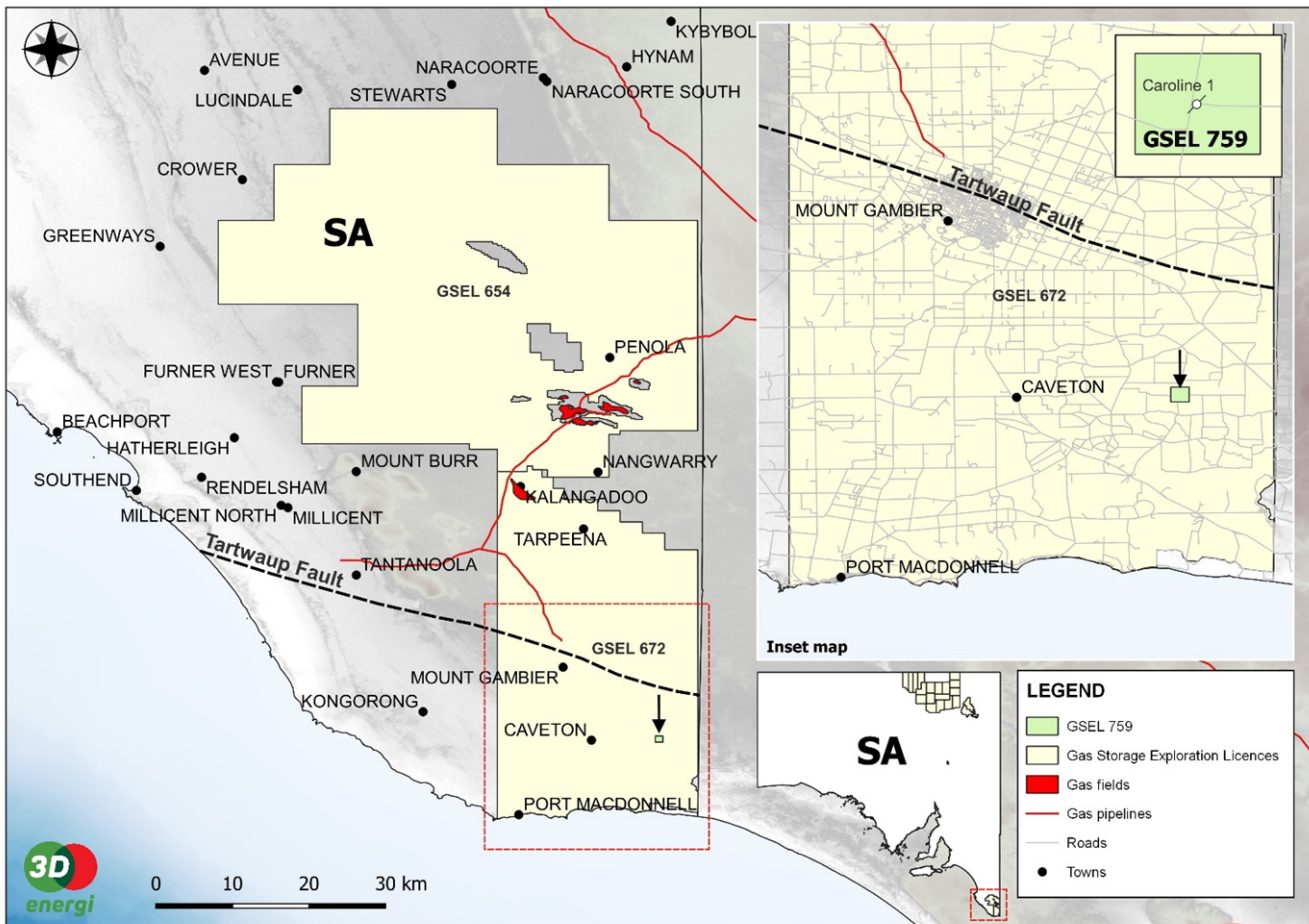 KYBYBOL
AVENUE
HYNAM
NARACOORTE
LUCINDALE
STEWARTS
NARACOORTE SOUTH
CROWER
SA
GREENWAYS
GSEL 654
PENOLA
FURNER WEST
FURNER
BEACHPORT
HATHERLEIGH
MOUNT BURR
NANGWARRY
SOUTHEND
RENDELSHAM
KALANGADOO
MILLICENT NORTH
MILLICENT
TARPEENA
Tartwaup Fault
TANTANOOLA
GSEL 672
MOUNT GAMBIER
KONGORONG
CAVETON
PORT MACDONNELL
3D
energi
0 10 20 30 km
Caroline 1
GSEL 759
Tartwaup Fault
MOUNT GAMBIER
GSEL 672
CAVETON
PORT MACDONNELL
Inset map
SA
LEGEND
GSEL 759
Gas Storage Exploration Licences
Gas fields
Gas pipelines
Roads
Towns